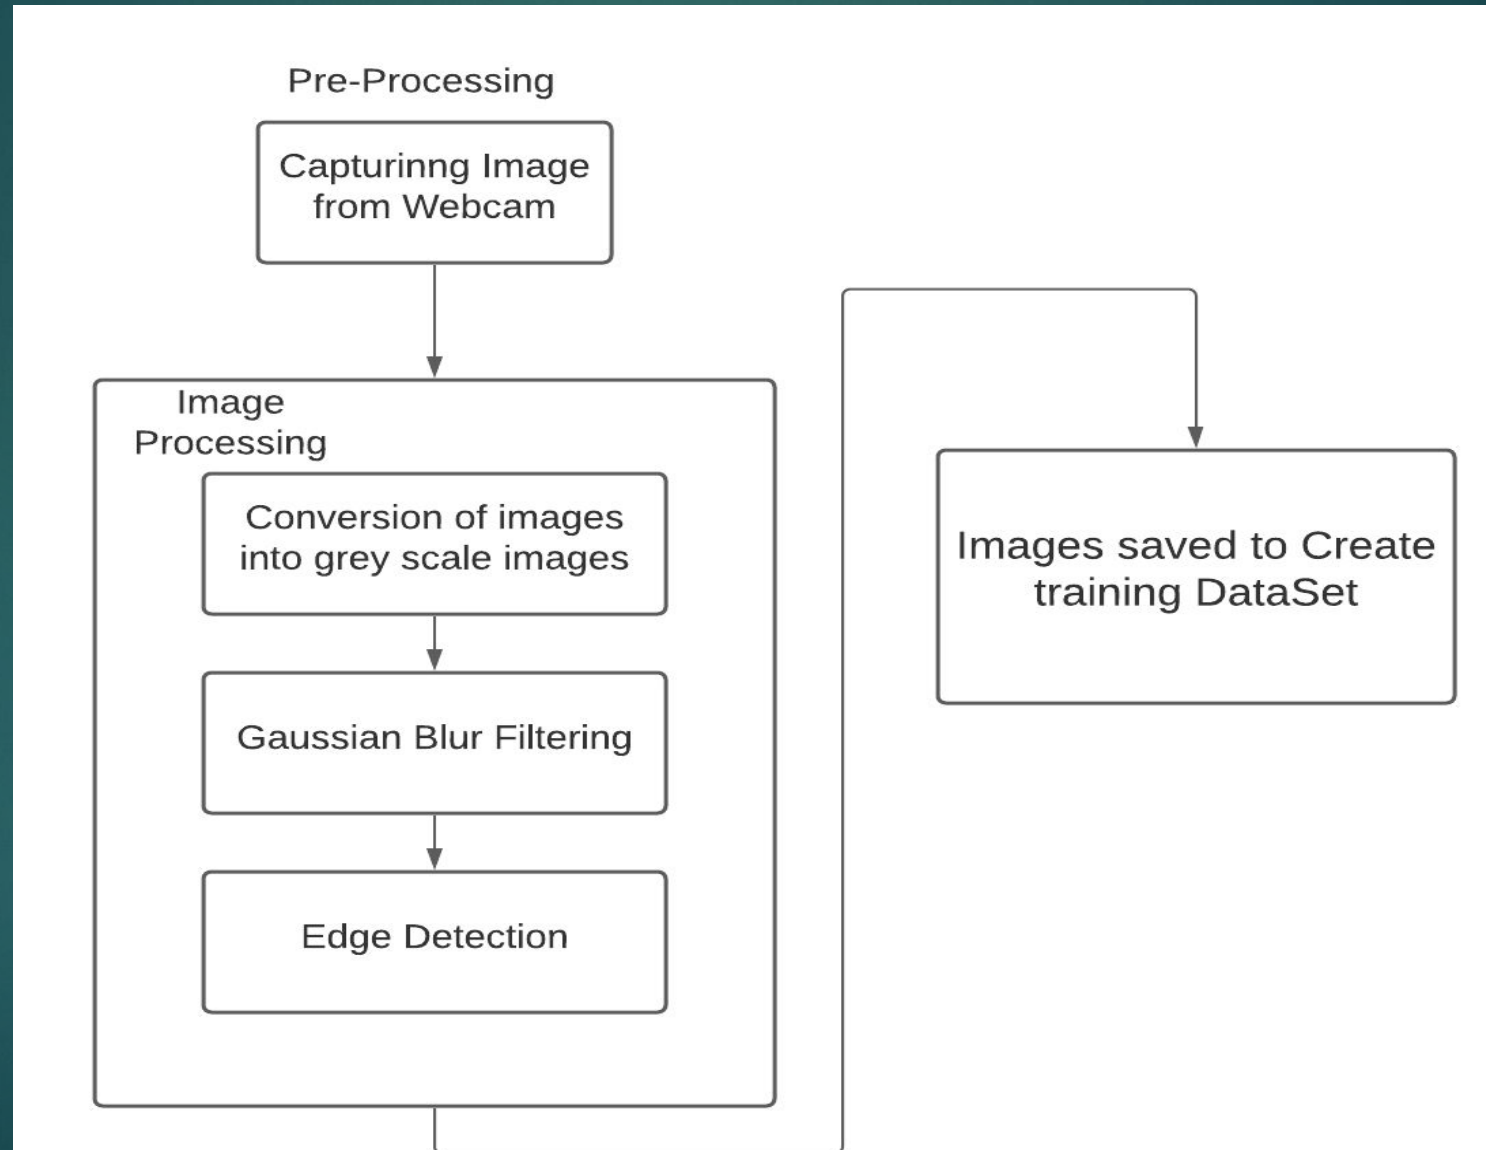 Pre-Processing
Capturinng Image
from Webcam
Image
Processing
Conversion of images
into grey scale images
Gaussian Blur Filtering
Edge Detection
Images saved to Create
training DataSet